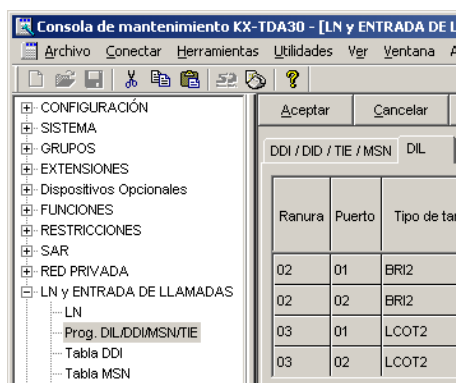 Consola de mantenimiento KX-TDA30 - [LN y ENTRADA DE L
Archivo Conectar Herramientas Utilidades Ver Ventana A
CONFIGURACIÓN
SISTEMA
GRUPOS
EXTENSIONES
Dispositivos Opcionales
FUNCIONES
RESTRICCIONES
SAR
RED PRIVADA
LN y ENTRADA DE LLAMADAS
LN
Prog. DIL/DDI/MSN/TIE
Tabla DDI
Tabla MSN
Aceptar Cancelar
DDI / DID / TIE / MSN DIL
Ranura Puerto Tipo de tar
02 01 BRI2
02 02 BRI2
03 01 LCOT2
03 02 LCOT2